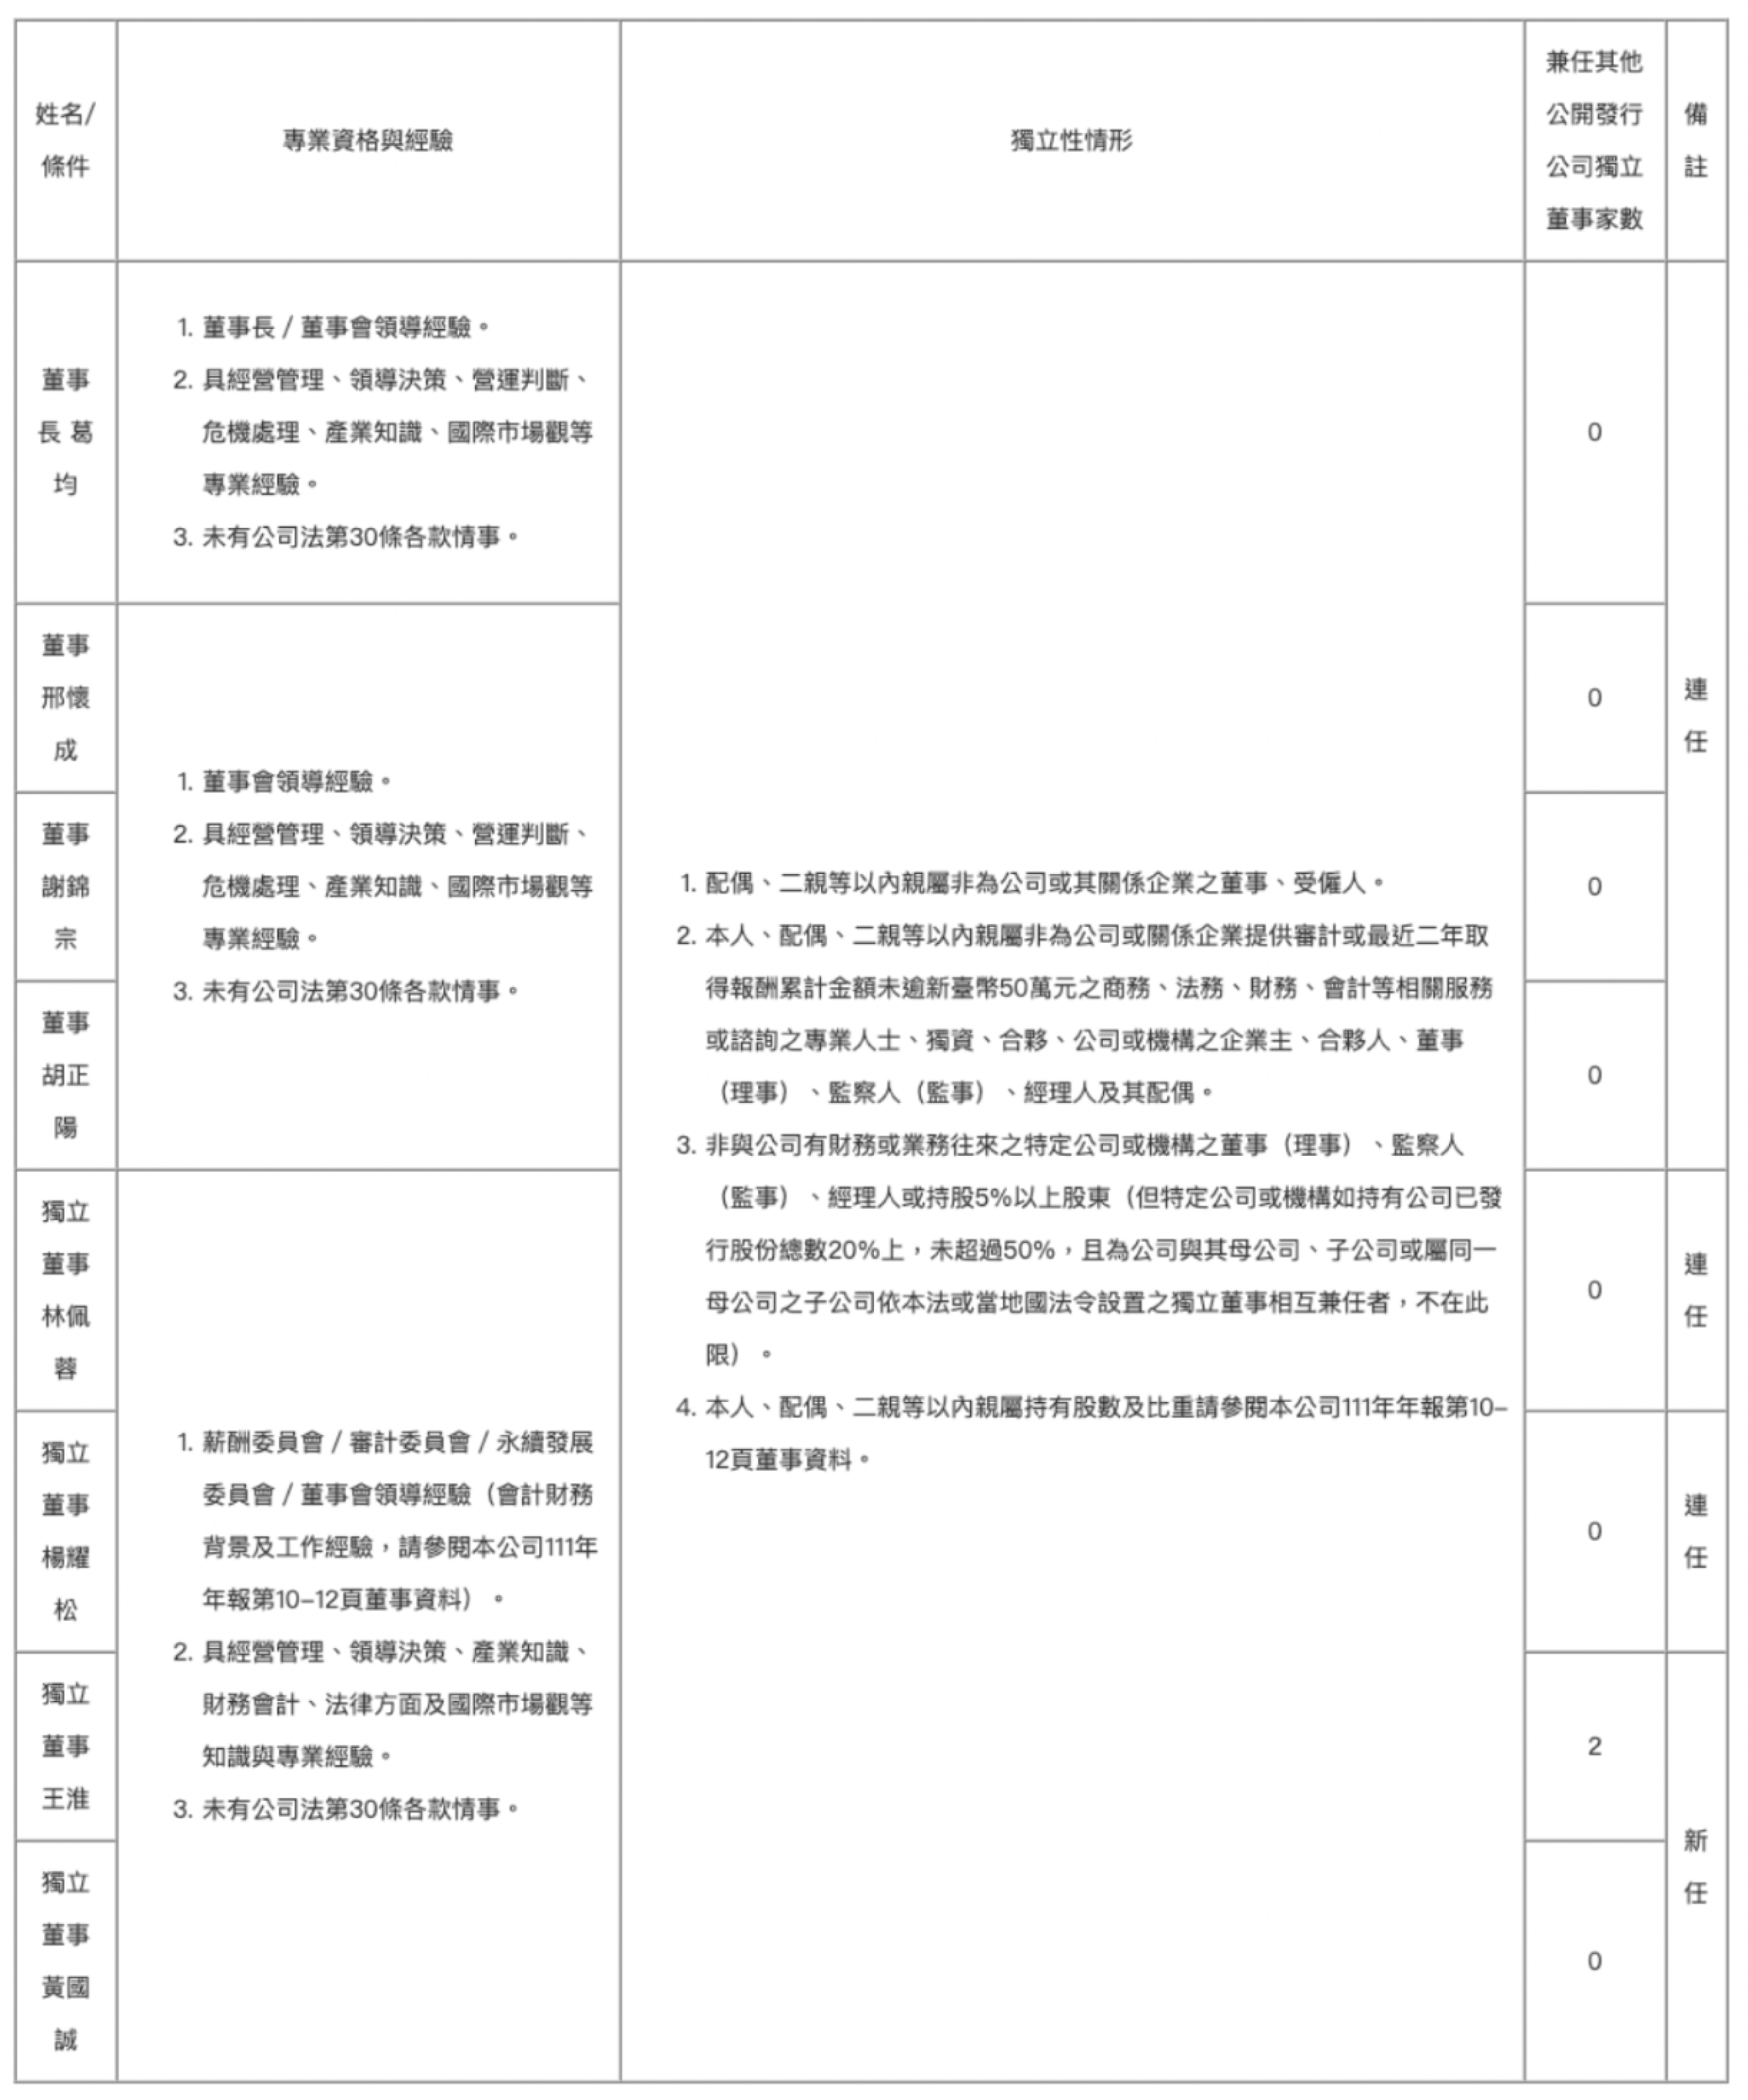 姓名/
條件
專業資格與經驗
獨立性情形
兼任其他
公開發行
公司獨立
董事家數
備
註
董事
長 葛
均
1. 董事長 / 董事會領導經驗。
2. 具經營管理、領導決策、營運判斷、
危機處理、產業知識、國際市場觀等
專業經驗。
3. 未有公司法第30條各款情事。
0
董事
邢懷
成
0
連
任
董事
謝錦
宗
0
董事
胡正
陽
0
1. 董事會領導經驗。
2. 具經營管理、領導決策、營運判斷、
危機處理、產業知識、國際市場觀等
專業經驗。
3. 未有公司法第30條各款情事。
1. 配偶、二親等以內親屬非為公司或其關係企業之董事、受僱人。
2. 本人、配偶、二親等以內親屬非為公司或關係企業提供審計或最近二年取
得報酬累計金額未逾新臺幣50萬元之商務、法務、財務、會計等相關服務
或諮詢之專業人士、獨資、合夥、公司或機構之企業主、合夥人、董事
（理事）、監察人（監事）、經理人及其配偶。
3. 非與公司有財務或業務往來之特定公司或機構之董事（理事）、監察人
（監事）、經理人或持股5%以上股東（但特定公司或機構如持有公司已發
行股份總數20%上，未超過50%，且為公司與其母公司、子公司或屬同一
母公司之子公司依本法或當地國法令設置之獨立董事相互兼任者，不在此
限）。
4. 本人、配偶、二親等以內親屬持有股數及比重請參閱本公司111年年報第10–
12頁董事資料。
獨立
董事
林佩
蓉
0
連
任
獨立
董事
楊耀
松
0
連
任
1. 薪酬委員會 / 審計委員會 / 永續發展
委員會 / 董事會領導經驗（會計財務
背景及工作經驗，請參閱本公司111年
年報第10–12頁董事資料）。
2. 具經營管理、領導決策、產業知識、
財務會計、法律方面及國際市場觀等
知識與專業經驗。
3. 未有公司法第30條各款情事。
獨立
董事
王淮
2
新
任
獨立
董事
黃國
誠
0